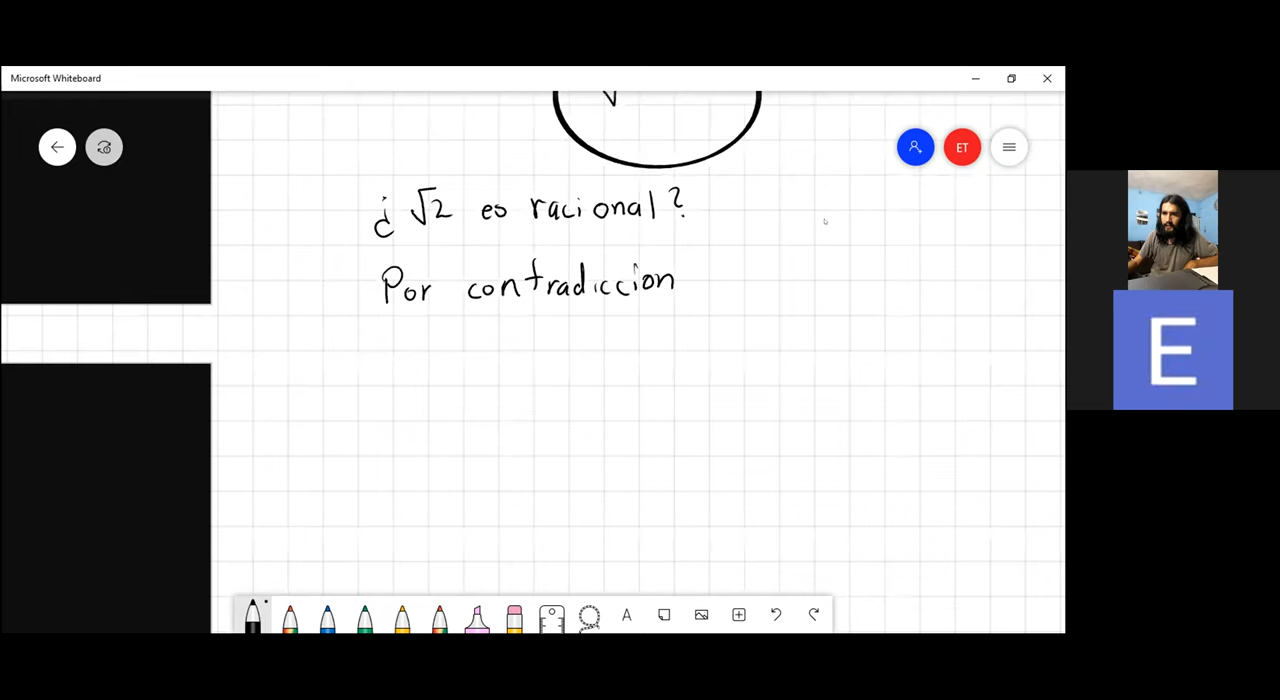 Microsoft Whiteboard
√
ET
¿ √2 es racional?
Por contradiccion
E
A